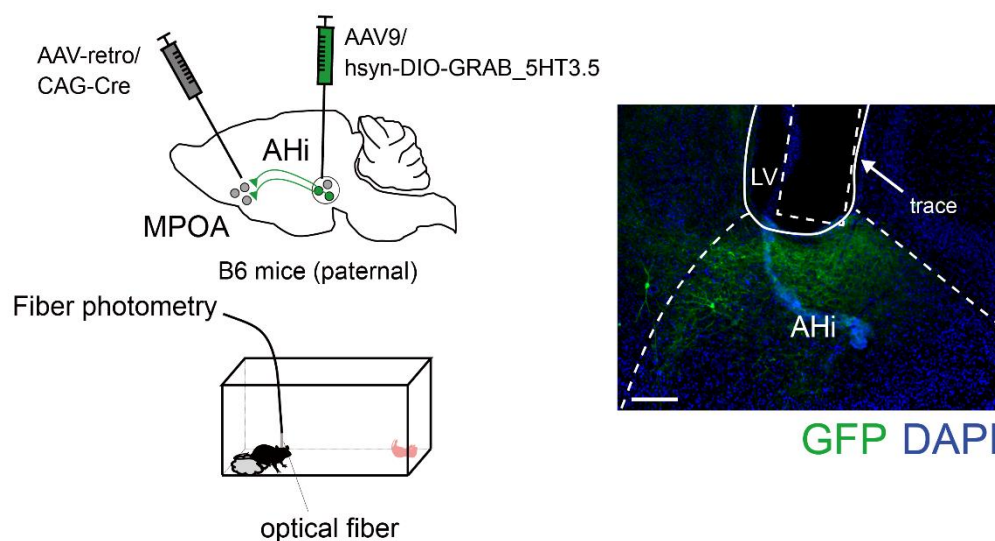 AAV-retro/
CAG-Cre
AAV9/
hsyn-DIO-GRAB_5HT3.5
AHi
MPOA
B6 mice (paternal)
Fiber photometry
optical fiber
LV
trace
AHi
GFP DAPI